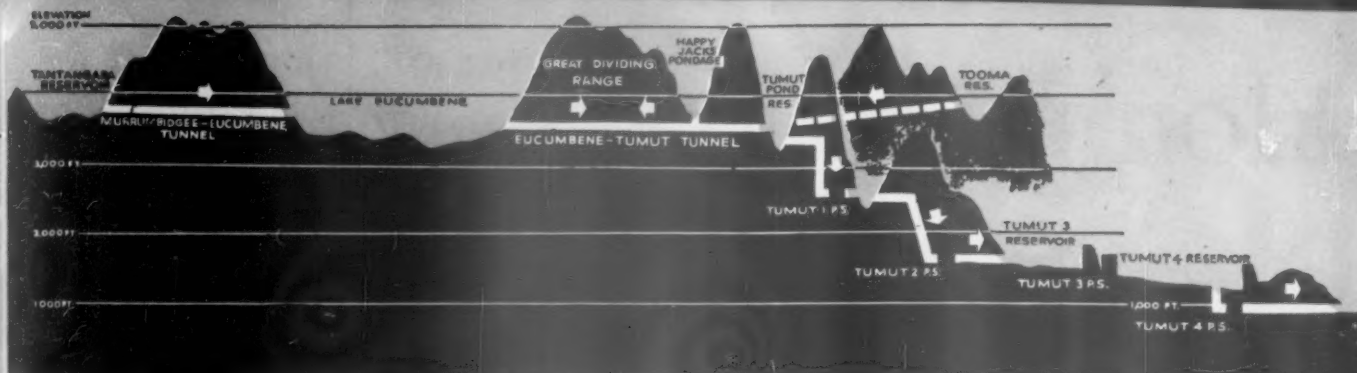 ELEVATION
5,000 FT
TANTANGARA
RESERVOIR
MURRUMBIDGEE-EUCUMBENE
TUNNEL
LAKE EUCUMBENE
GREAT DIVIDING
RANGE
EUCUMBENE-TUMUT TUNNEL
HAPPY
JACKS
PONDAGE
TUMUT
POND
RES.
TOOMA
RES.
3,000 FT
TUMUT 1 P.S.
2,000 FT
TUMUT 2 P.S.
TUMUT 3
RESERVOIR
TUMUT 3 P.S.
TUMUT 4 RESERVOIR
1,000 FT.
1,000 FT.
TUMUT 4 P.S.